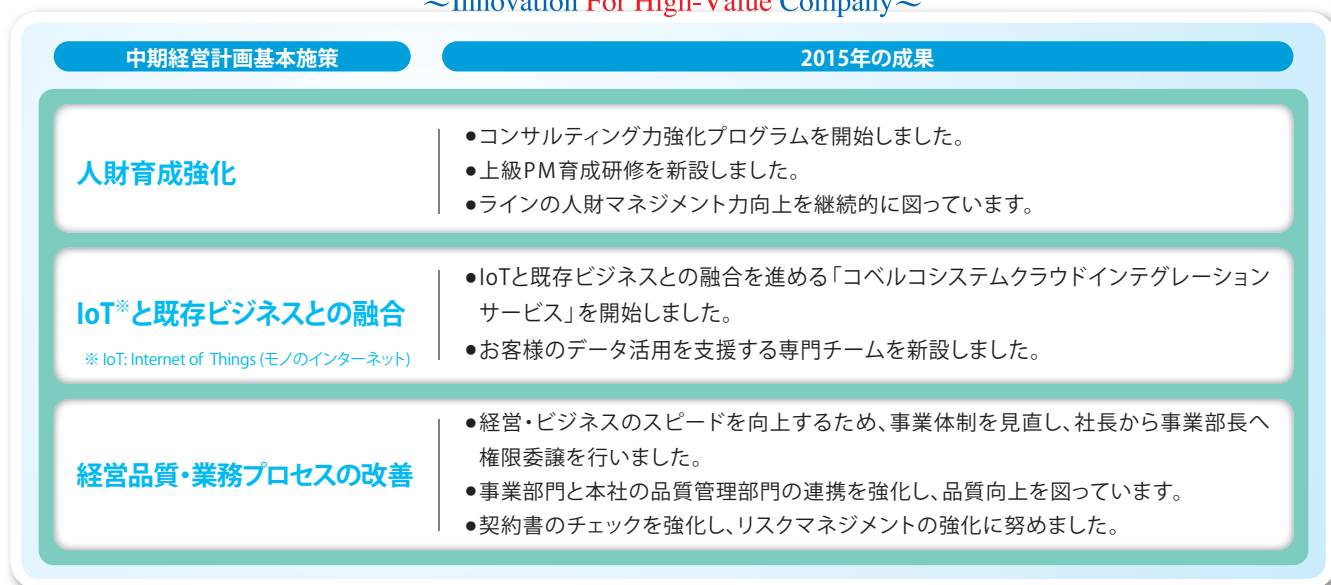 ～Innovation For High-Value Company～
中期経営計画基本施策
2015年の成果
人財育成強化
●コンサルティング力強化プログラムを開始しました。
●上級PM育成研修を新設しました。
●ラインの人財マネジメント力向上を継続的に図っています。
IoT※と既存ビジネスとの融合
※ IoT: Internet of Things (モノのインターネット)
●IoTと既存ビジネスとの融合を進める「コベルコシステムクラウドインテグレーション
サービス」を開始しました。
●お客様のデータ活用を支援する専門チームを新設しました。
経営品質・業務プロセスの改善
●経営・ビジネスのスピードを向上するため、事業体制を見直し、社長から事業部長へ
権限委譲を行いました。
●事業部門と本社の品質管理部門の連携を強化し、品質向上を図っています。
●契約書のチェックを強化し、リスクマネジメントの強化に努めました。